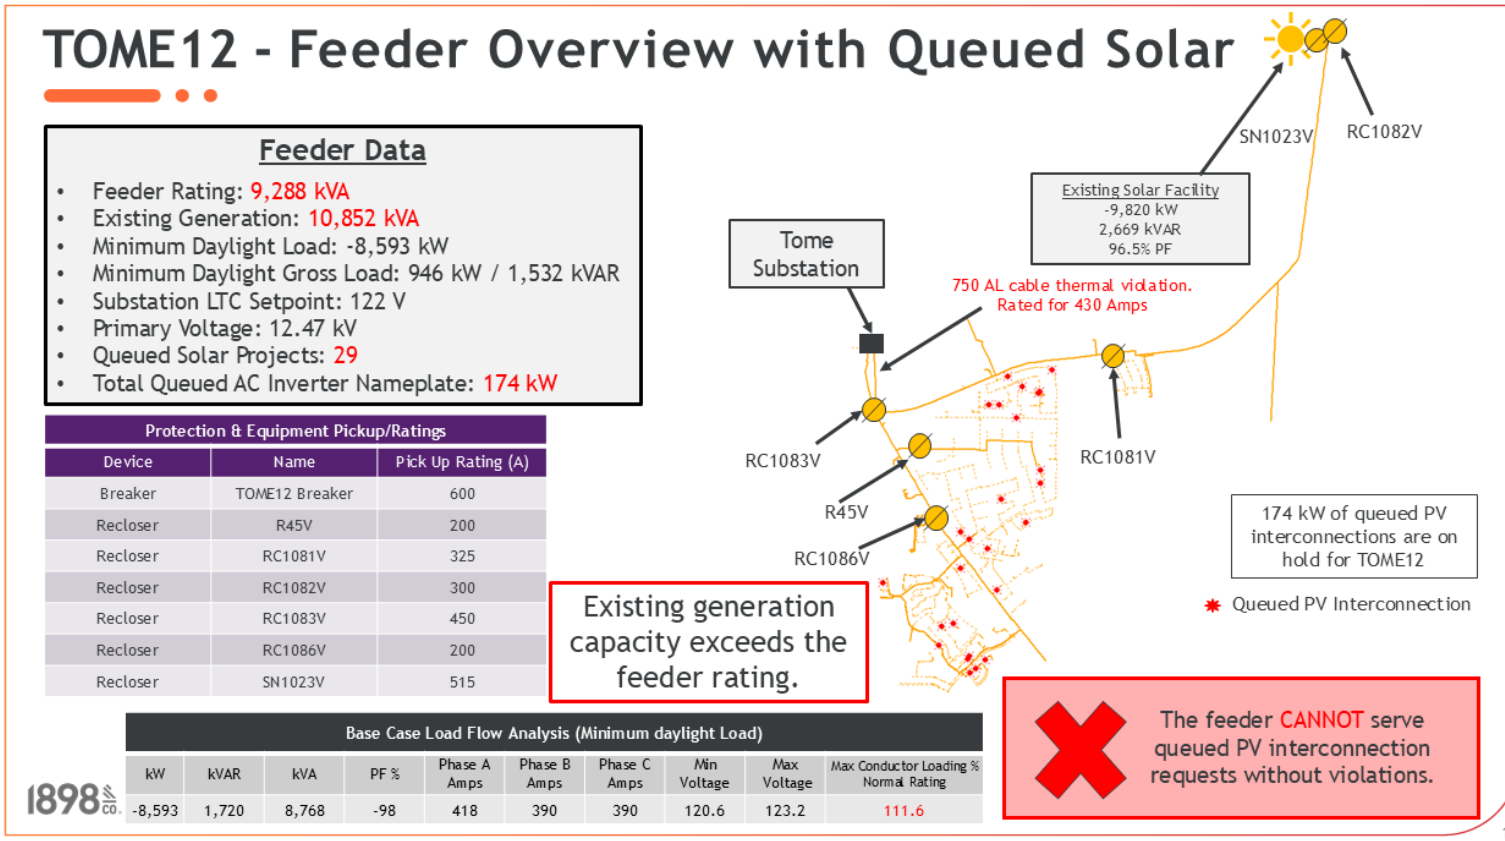 TOME12 - Feeder Overview with Queued Solar
Feeder Data
• Feeder Rating: 9,288 kVA
• Existing Generation: 10,852 kVA
• Minimum Daylight Load: -8,593 kW
• Minimum Daylight Gross Load: 946 kW / 1,532 kVAR
• Substation LTC Setpoint: 122 V
• Primary Voltage: 12.47 kV
• Queued Solar Projects: 29
• Total Queued AC Inverter Nameplate: 174 kW
Protection & Equipment Pickup/Ratings
Device Name Pick Up Rating (A)
Breaker TOME12 Breaker 600
Recloser R45V 200
Recloser RC1081V 325
Recloser RC1082V 300
Recloser RC1083V 450
Recloser RC1086V 200
Recloser SN1023V 515
SN1023V
RC1082V
Existing Solar Facility
-9,820 kW
2,669 kVAR
96.5% PF
Tome
Substation
750 AL cable thermal violation.
Rated for 430 Amps
RC1083V
RC1081V
R45V
RC1086V
174 kW of queued PV
interconnections are on
hold for TOME12
Queued PV Interconnection
Existing generation
capacity exceeds the
feeder rating.
The feeder CANNOT serve
queued PV interconnection
requests without violations.
Base Case Load Flow Analysis (Minimum daylight Load)
kW kVAR kVA PF % Phase A Amps Phase B Amps Phase C Amps Min Voltage Max Voltage Max Conductor Loading % Normal Rating
-8,593 1,720 8,768 -98 418 390 390 120.6 123.2 111.6
1898 & CO.